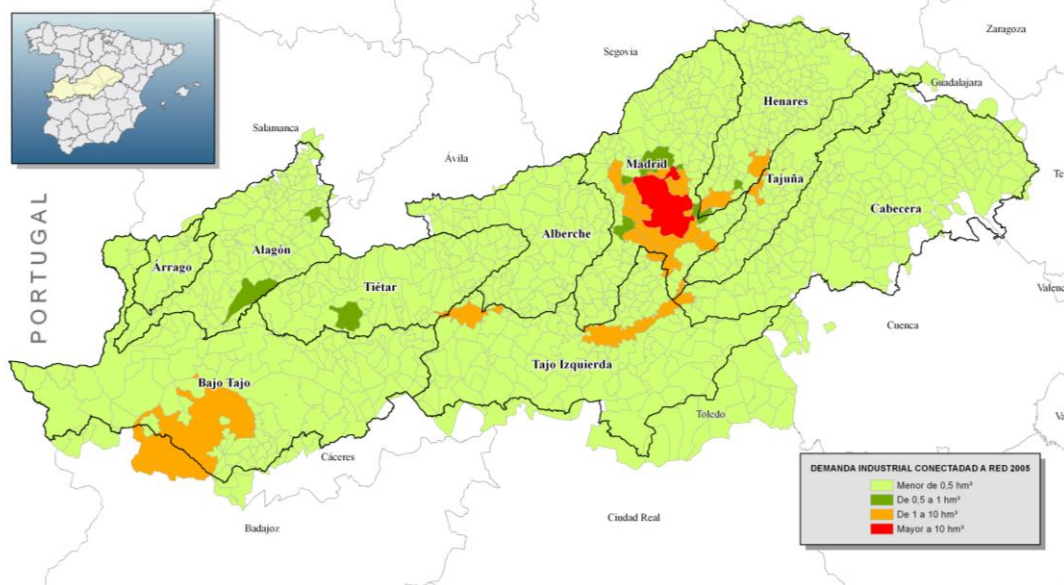 Zaragoza
Segovia
Guadalajara
Henares
Salamanca
Ávila
Madrid
Te
Tajuña
PORTUGAL
Cabecera
Alberche
Alagón
Árrago
Tiétar
Valenc
Cuenca
Tajo Izquierda
Bajo Tajo
Toledo
Va
Cáceres
DEMANDA INDUSTRIAL CONECTADAD A RED 2005
Menor de 0,5 hm³
De 0,5 a 1 hm³
De 1 a 10 hm³
Mayor a 10 hm³
Ciudad Real
Badajoz